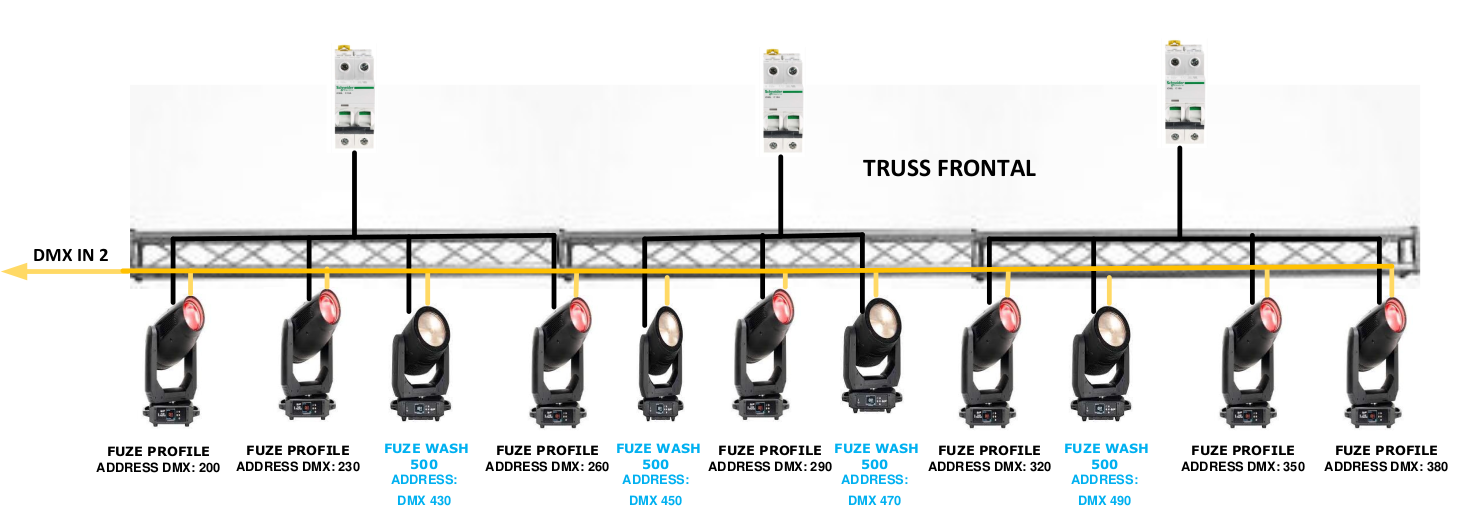 TRUSS FRONTAL
DMX IN 2
FUZE PROFILE
ADDRESS DMX: 200
FUZE PROFILE
ADDRESS DMX: 230
FUZE WASH
500
ADDRESS:
DMX 430
FUZE PROFILE
ADDRESS DMX: 260
FUZE WASH
500
ADDRESS:
DMX 450
FUZE PROFILE
ADDRESS DMX: 290
FUZE WASH
500
ADDRESS:
DMX 470
FUZE PROFILE
ADDRESS DMX: 320
FUZE WASH
500
ADDRESS:
DMX 490
FUZE PROFILE
ADDRESS DMX: 350
FUZE PROFILE
ADDRESS DMX: 380